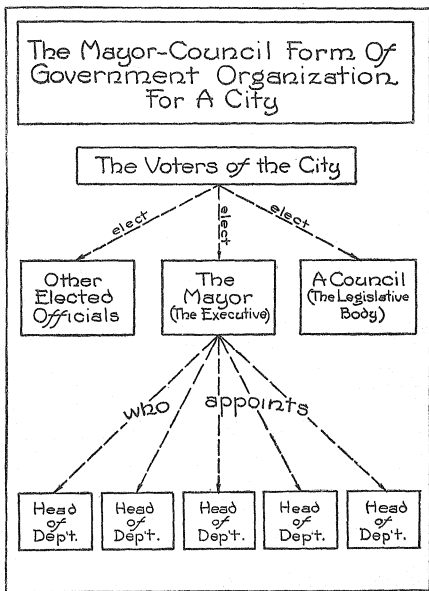 The Mayor-Council Form Of
Government Organization
For A City
The Voters of the City
elect
elect
elect
Other
Elected
Officials
The
Mayor
(The Executive)
A Council
(The Legislative
Body)
who appoints
Head
of
Dep't.
Head
of
Dep't.
Head
of
Dep't.
Head
of
Dep't.
Head
of
Dep't.